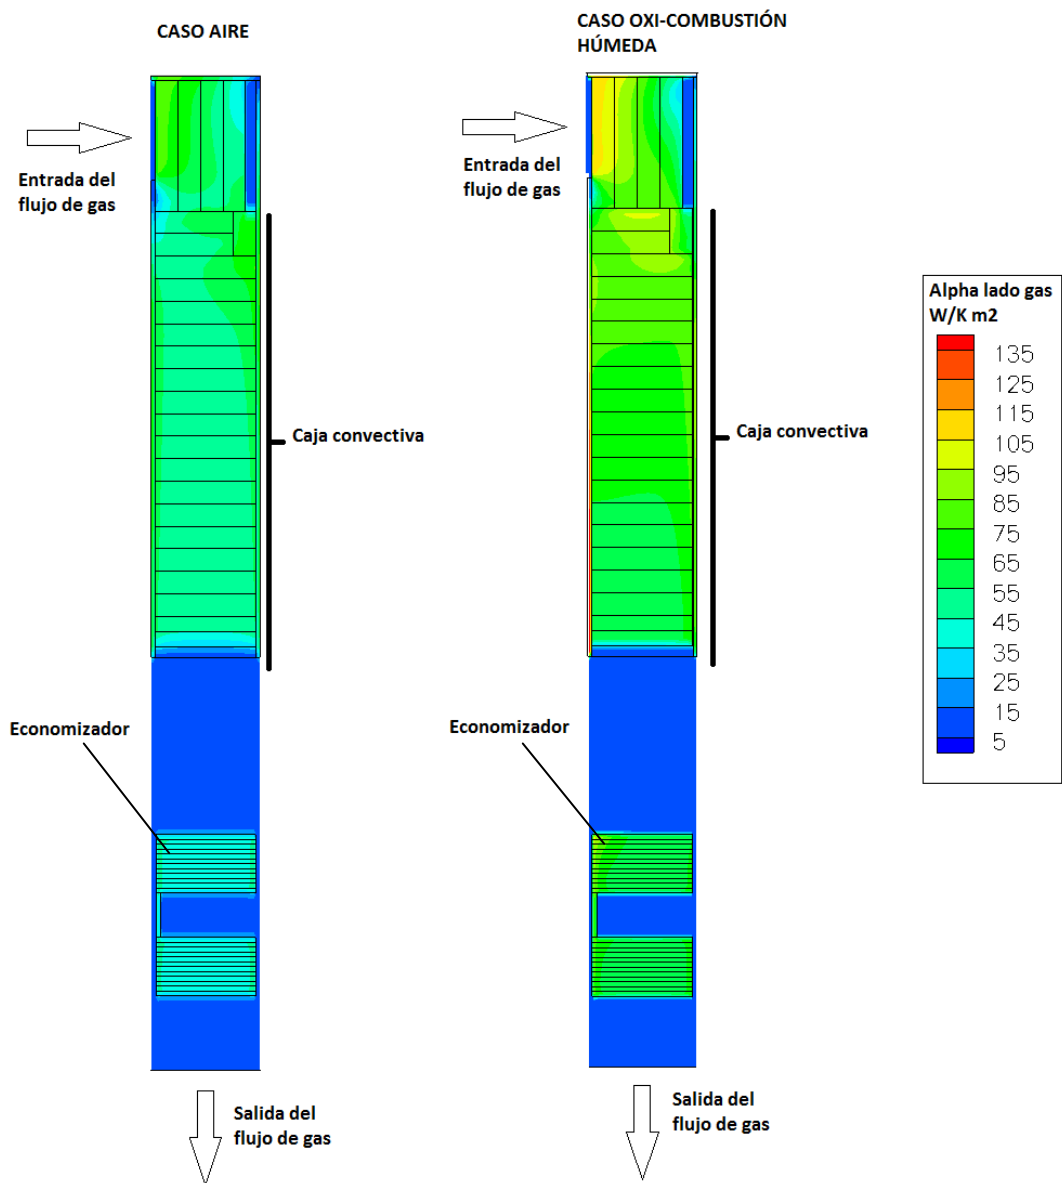 CASO AIRE
CASO OXI-COMBUSTIÓN
HÚMEDA
Entrada del
flujo de gas
Entrada del
flujo de gas
Caja convectiva
Caja convectiva
Alpha lado gas
W/K m2
135
125
115
105
95
85
75
65
55
45
35
25
15
5
Economizador
Economizador
Salida del
flujo de gas
Salida del
flujo de gas